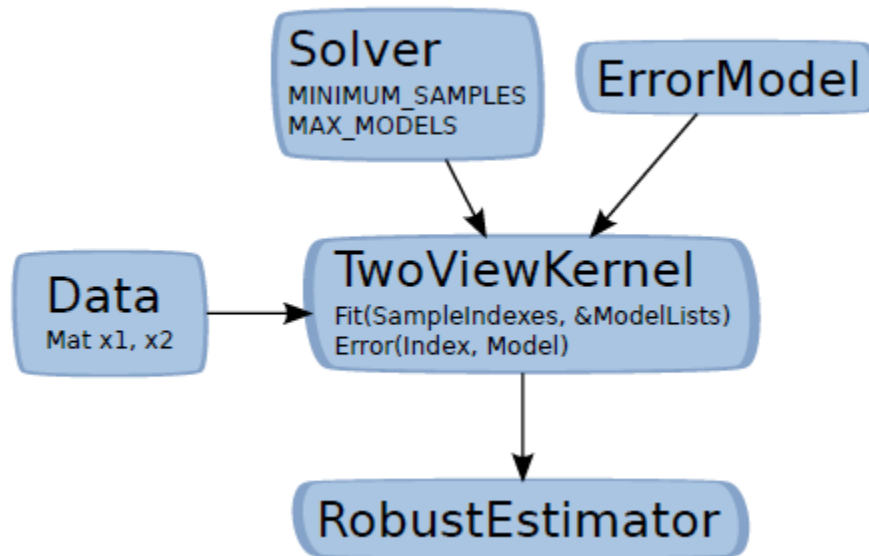 Solver
MINIMUM_SAMPLES
MAX_MODELS
ErrorModel
Data
Mat x1, x2
TwoViewKernel
Fit(SampleIndexes, &ModelLists)
Error(Index, Model)
RobustEstimator